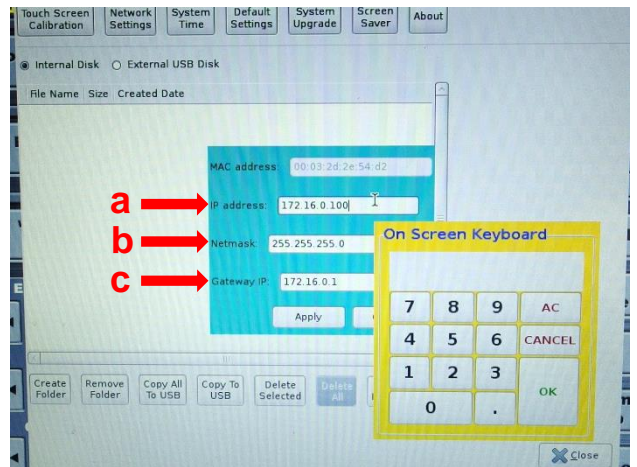 Touch Screen Calibration
Network Settings
System Time
Default Settings
System Upgrade
Screen Saver
About
Internal Disk
External USB Disk
File Name Size Created Date
MAC address: 00:03:2d:2e:54:d2
a
IP address: 172.16.0.100
b
Netmask: 255.255.255.0
c
Gateway IP: 172.16.0.1
Apply
On Screen Keyboard
7 8 9 AC
4 5 6 CANCEL
1 2 3
OK
0 .
Create Folder
Remove Folder
Copy All To USB
Copy To USB
Delete Selected
Delete All
Close